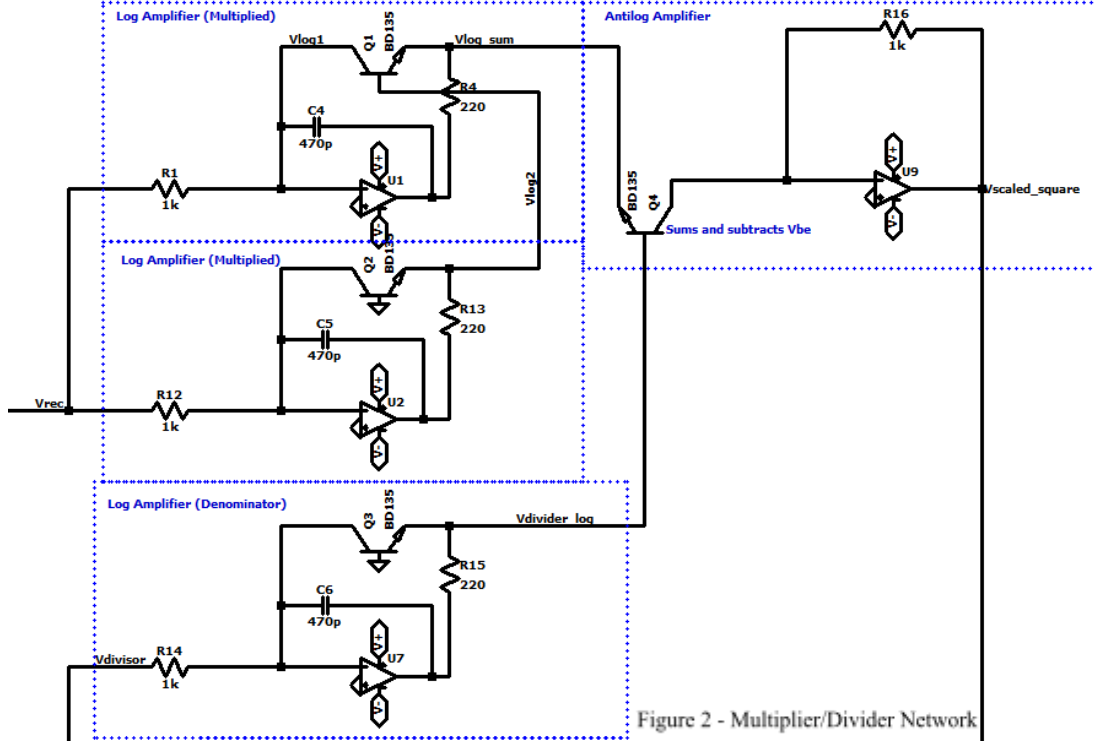 Log Amplifier (Multiplied)
Antilog Amplifier
R16
1k
Vlog1
Q1
BD135
Vlog_sum
R4
220
C4
470p
V+
U1
V-
R1
1k
Vlog2
BD135
Q4
V+
U9
V-
Vscaled_square
Sums and subtracts Vbe
Log Amplifier (Multiplied)
Q2
BD135
R13
220
C5
470p
V+
U2
V-
Vrec
R12
1k
Log Amplifier (Denominator)
Q3
BD135
Vdivider_log
R15
220
C6
470p
V+
U7
V-
Vdivisor
R14
1k
Figure 2 - Multiplier/Divider Network